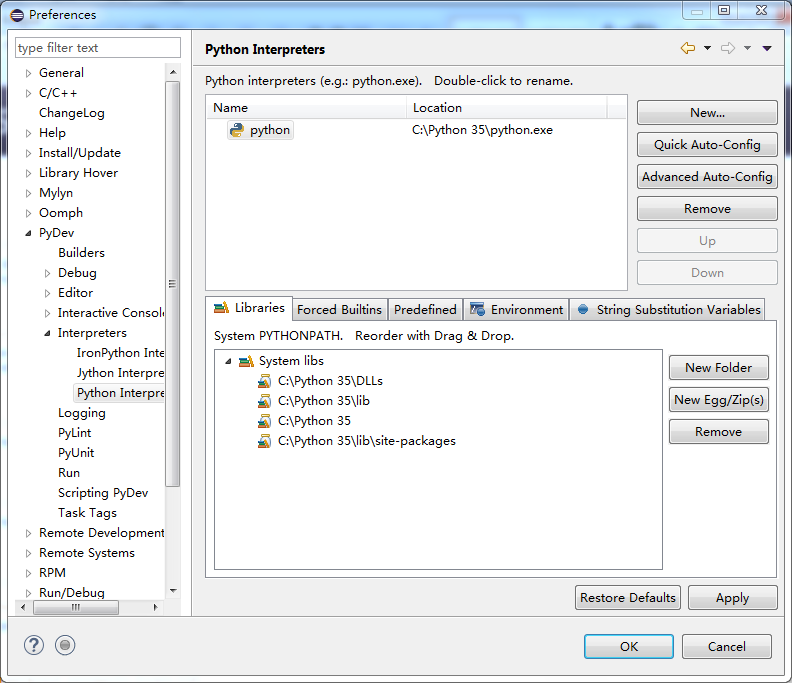 Preferences
type filter text
General
C/C++
ChangeLog
Help
Install/Update
Library Hover
Mylyn
Oomph
PyDev
Builders
Debug
Editor
Interactive Consol
Interpreters
IronPython Inte
Jython Interpre
Python Interpre
Logging
PyLint
PyUnit
Run
Scripting PyDev
Task Tags
Remote Development
Remote Systems
RPM
Run/Debug
Python Interpreters
Python interpreters (e.g.: python.exe).   Double-click to rename.
Name Location
python C:\Python 35\python.exe
New...
Quick Auto-Config
Advanced Auto-Config
Remove
Up
Down
Libraries Forced Builtins Predefined Environment String Substitution Variables
System PYTHONPATH.   Reorder with Drag & Drop.
System libs
C:\Python 35\DLLs
C:\Python 35\lib
C:\Python 35
C:\Python 35\lib\site-packages
New Folder
New Egg/Zip(s)
Remove
Restore Defaults Apply
OK Cancel